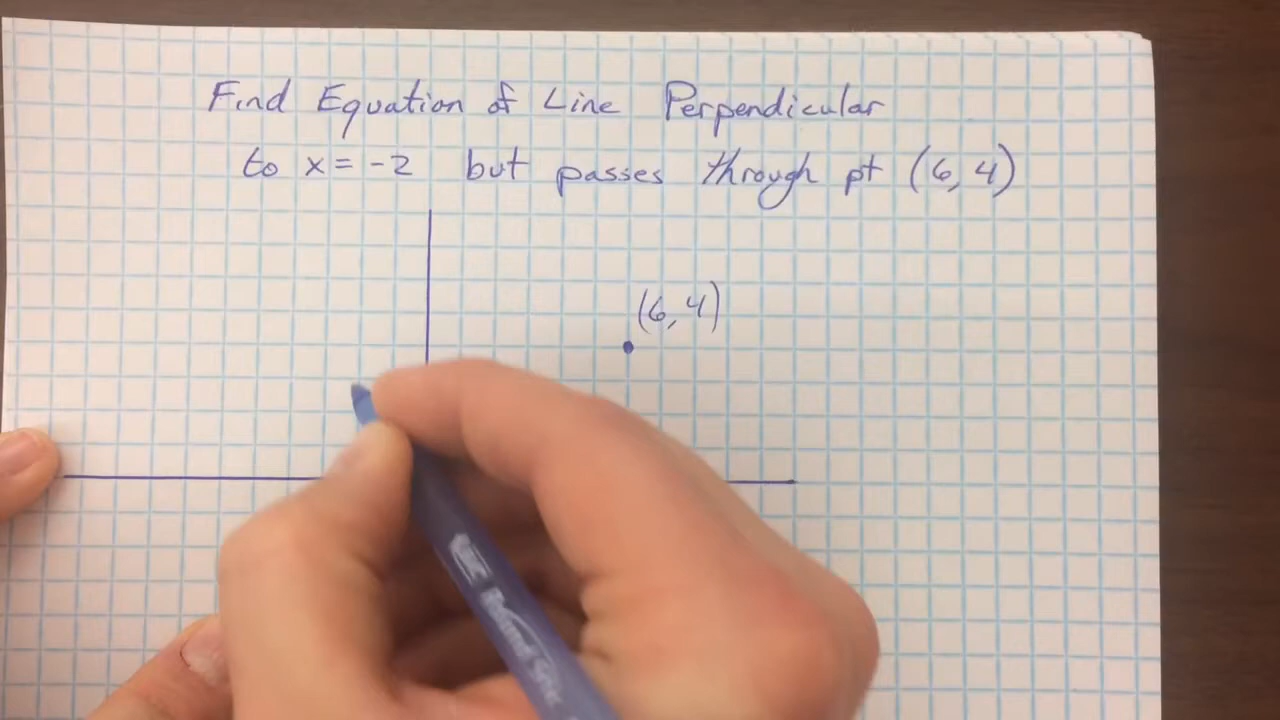 Find Equation of Line Perpendicular
to x = -2 but passes through pt (6, 4)
(6, 4)